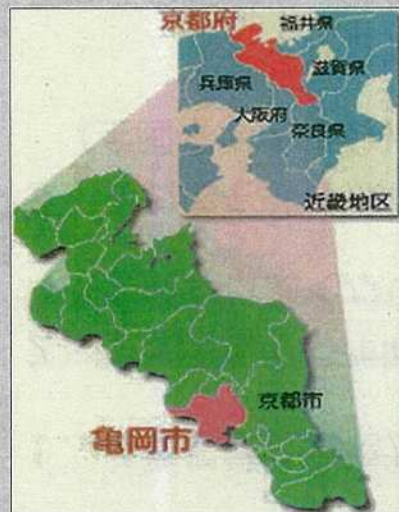 京都府
福井県
滋賀県
兵庫県
大阪府
奈良県
近畿地区
京都市
亀岡市